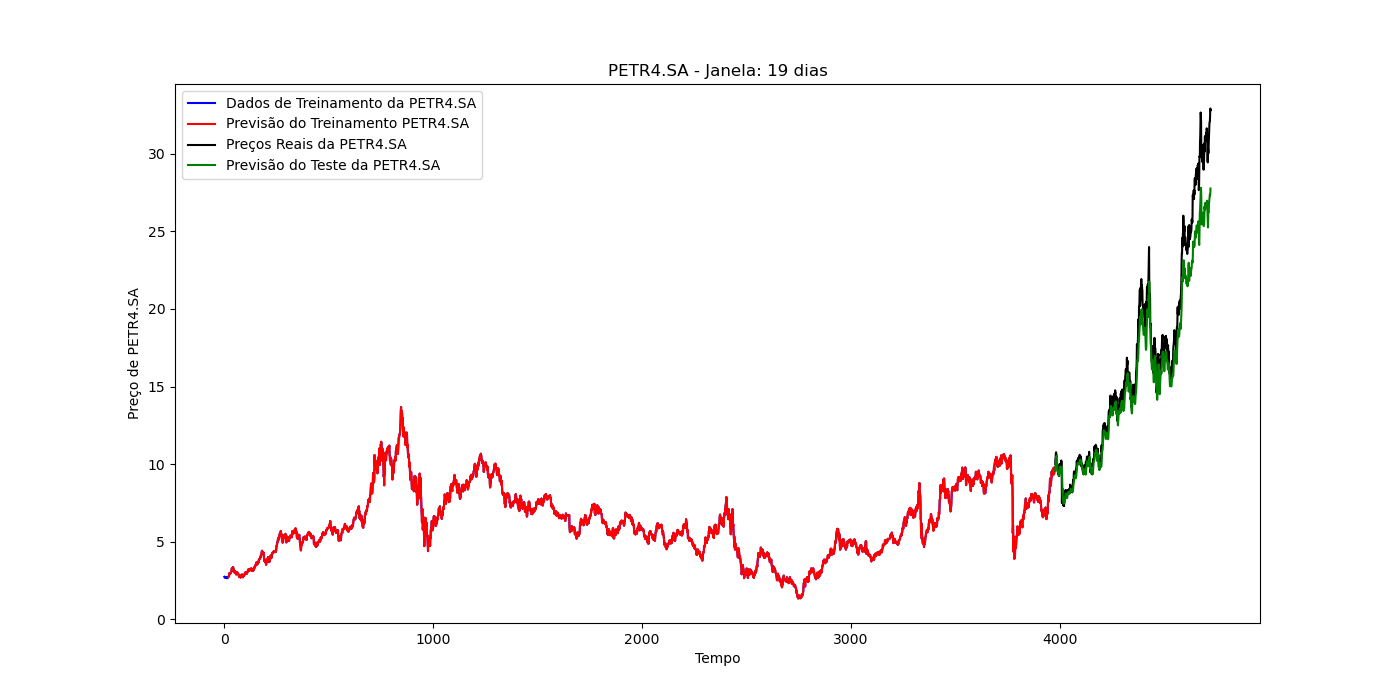 PETR4.SA - Janela: 19 dias
Dados de Treinamento da PETR4.SA
Previsão do Treinamento PETR4.SA
Preços Reais da PETR4.SA
Previsão do Teste da PETR4.SA
Preço de PETR4.SA
30
25
20
15
10
5
0
0 1000 2000 3000 4000
Tempo